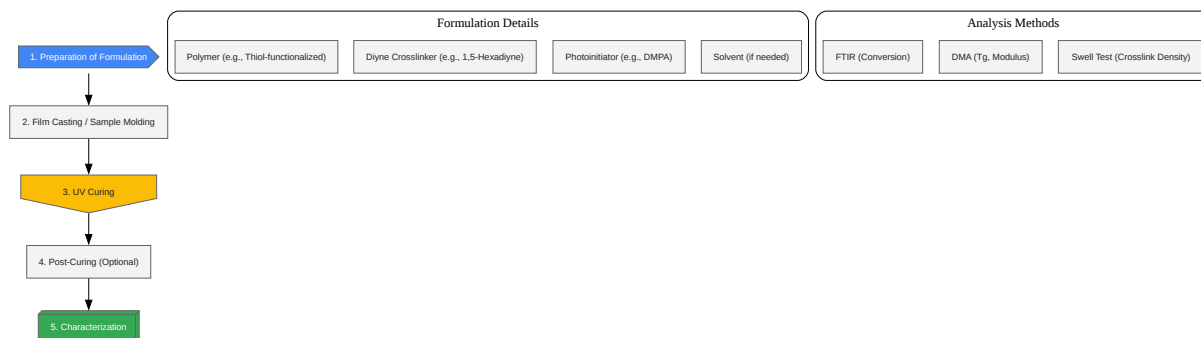 Formulation Details
Analysis Methods
1. Preparation of Formulation
Polymer (e.g., Thiol-functionalized)
Diyne Crosslinker (e.g., 1,5-Hexadiyne)
Photoinitiator (e.g., DMPA)
Solvent (if needed)
FTIR (Conversion)
DMA (Tg, Modulus)
Swell Test (Crosslink Density)
2. Film Casting / Sample Molding
3. UV Curing
4. Post-Curing (Optional)
5. Characterization